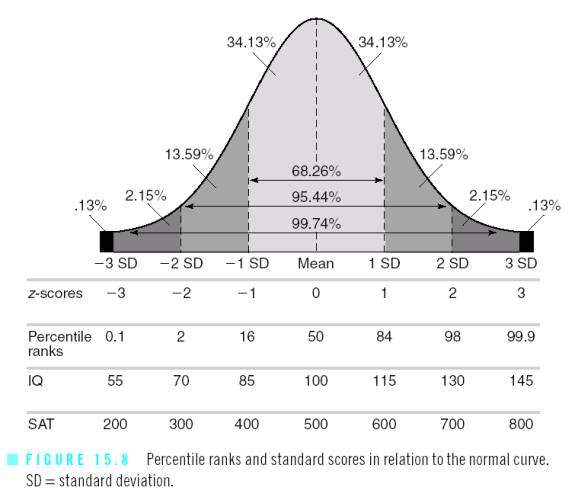 34.13% 34.13%
13.59% 13.59%
68.26%
2.15% 95.44% 2.15%
.13% .13%
99.74%
−3 SD −2 SD −1 SD Mean 1 SD 2 SD 3 SD
z-scores −3 −2 −1 0 1 2 3
Percentile 0.1 2 16 50 84 98 99.9
ranks
IQ 55 70 85 100 115 130 145
SAT 200 300 400 500 600 700 800
FIGURE 15.8 Percentile ranks and standard scores in relation to the normal curve.
SD = standard deviation.